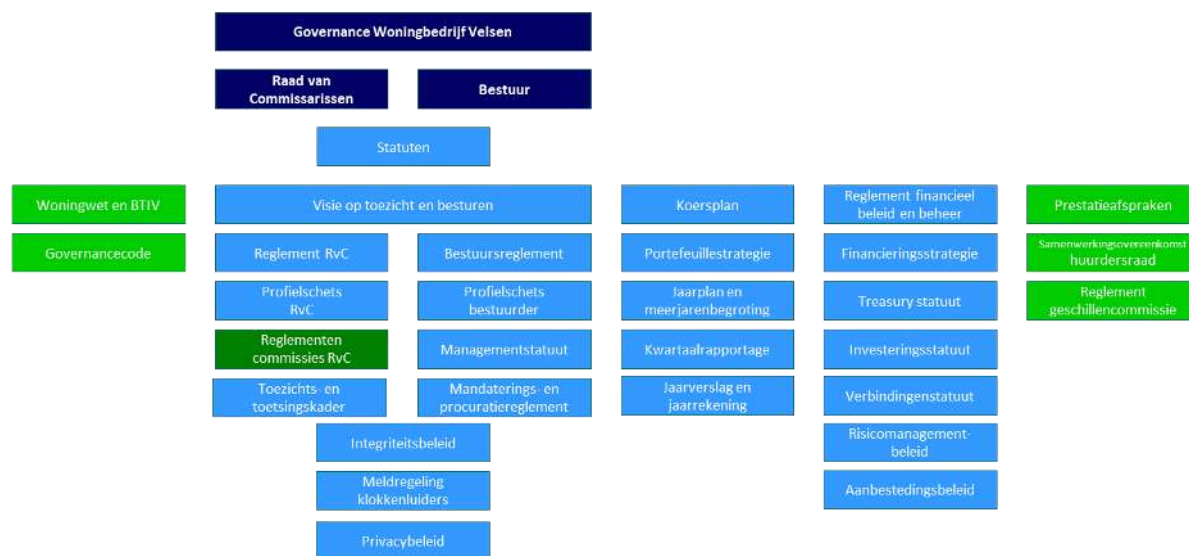 Governance Woningbedrijf Velsen
Raad van
Commissarissen
Bestuur
Statuten
Woningwet en BTIV
Visie op toezicht en besturen
Koersplan
Reglement financieel
beleid en beheer
Prestatieafspraken
Governancecode
Reglement RvC
Bestuursreglement
Portefeuillestrategie
Financieringsstrategie
Samenwerkingsovereenkomst
huurdersraad
Profielschets
RvC
Profielschets
bestuurder
Jaarplan en
meerjarenbegroting
Treasury statuut
Reglement
geschillencommissie
Reglementen
commissies RvC
Managementstatuut
Kwartaalrapportage
Investeringsstatuut
Toezichts- en
toetsingskader
Mandaterings- en
procuratiereglement
Jaarverslag en
jaarrekening
Verbindingenstatuut
Integriteitsbeleid
Risicomanagement-
beleid
Meldregeling
klokkenluiders
Aanbestedingsbeleid
Privacybeleid